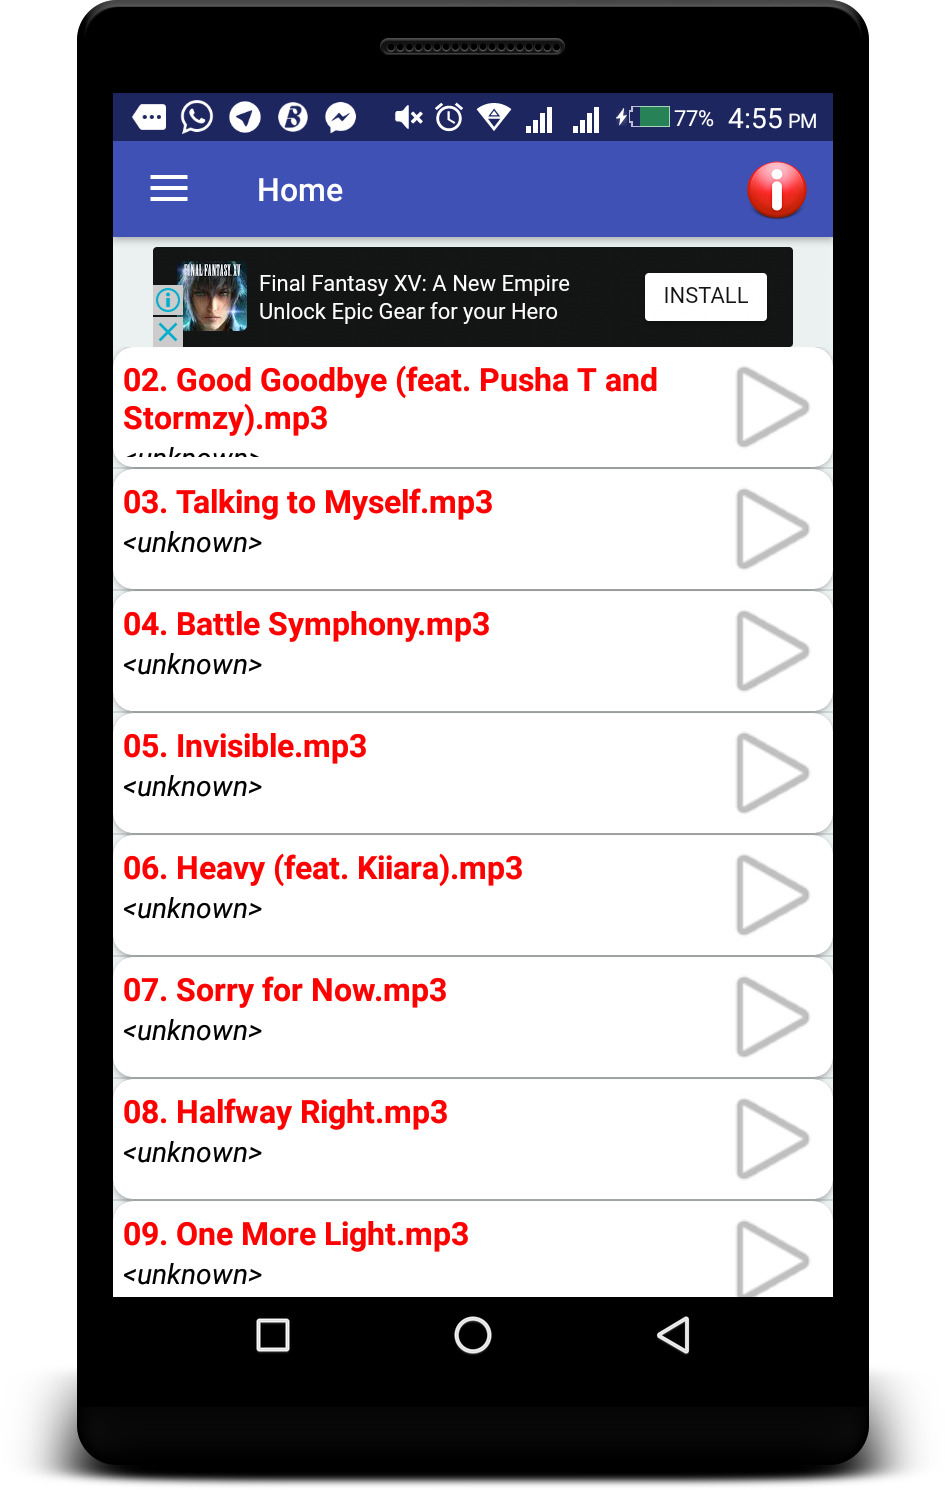 77% 4:55 PM
Home
FINAL FANTASY XV
Final Fantasy XV: A New Empire
Unlock Epic Gear for your Hero
INSTALL
02. Good Goodbye (feat. Pusha T and
Stormzy).mp3
<unknown>
03. Talking to Myself.mp3
<unknown>
04. Battle Symphony.mp3
<unknown>
05. Invisible.mp3
<unknown>
06. Heavy (feat. Kiiara).mp3
<unknown>
07. Sorry for Now.mp3
<unknown>
08. Halfway Right.mp3
<unknown>
09. One More Light.mp3
<unknown>